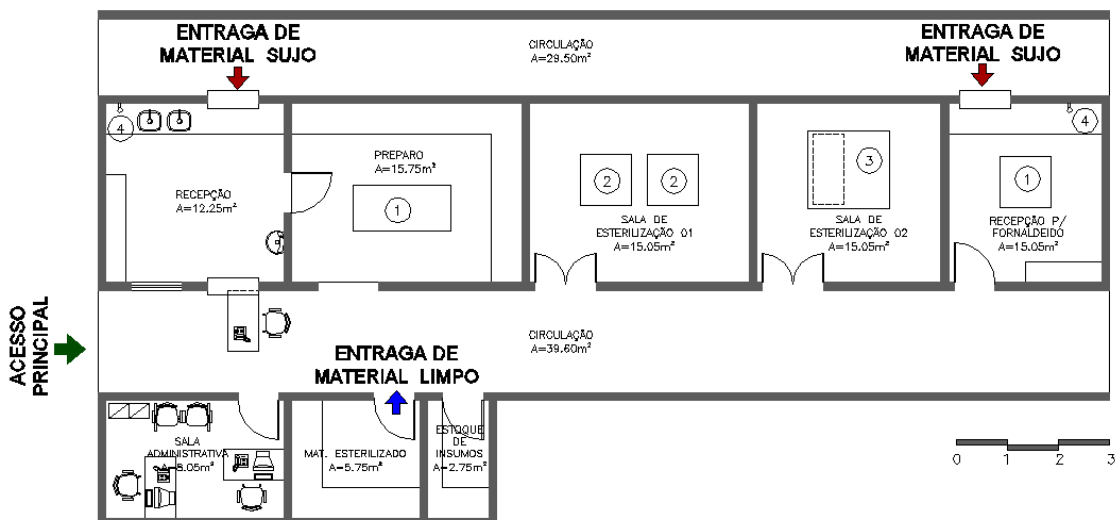 ENTRAGA DE
MATERIAL SUJO
CIRCULAÇÃO
A=29.50m²
ENTRAGA DE
MATERIAL SUJO
4
RECEPÇÃO
A=12.25m²
PREPARO
A=15.75m²
1
2
2
SALA DE
ESTERILIZAÇÃO 01
A=15.05m²
3
SALA DE
ESTERILIZAÇÃO 02
A=15.05m²
4
1
RECEPÇÃO P/
FORNALDEIDO
A=15.05m²
ACESSO
PRINCIPAL
CIRCULAÇÃO
A=39.60m²
ENTRAGA DE
MATERIAL LIMPO
SALA
ADMINISTRATIVA
A=8.05m²
MAT. ESTERILIZADO
A=5.75m²
ESTOQUE
DE
INSUMOS
A=2.75m²
0 1 2 3